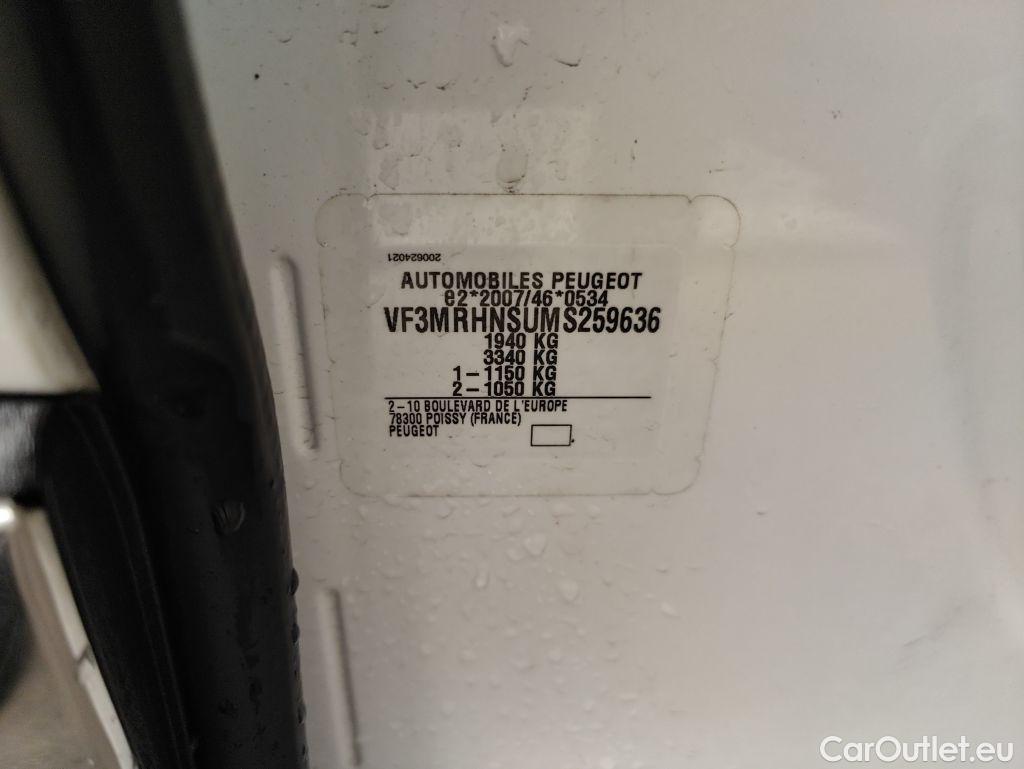 200624021
AUTOMOBILES PEUGEOT
e2*2007/46*0534
VF3MRHNSUMS259636
1940 KG
3340 KG
1-1150 KG
2-1050 KG
2-10 BOULEVARD DE L'EUROPE
78300 POISSY (FRANCE)
PEUGEOT
CarOutlet.eu